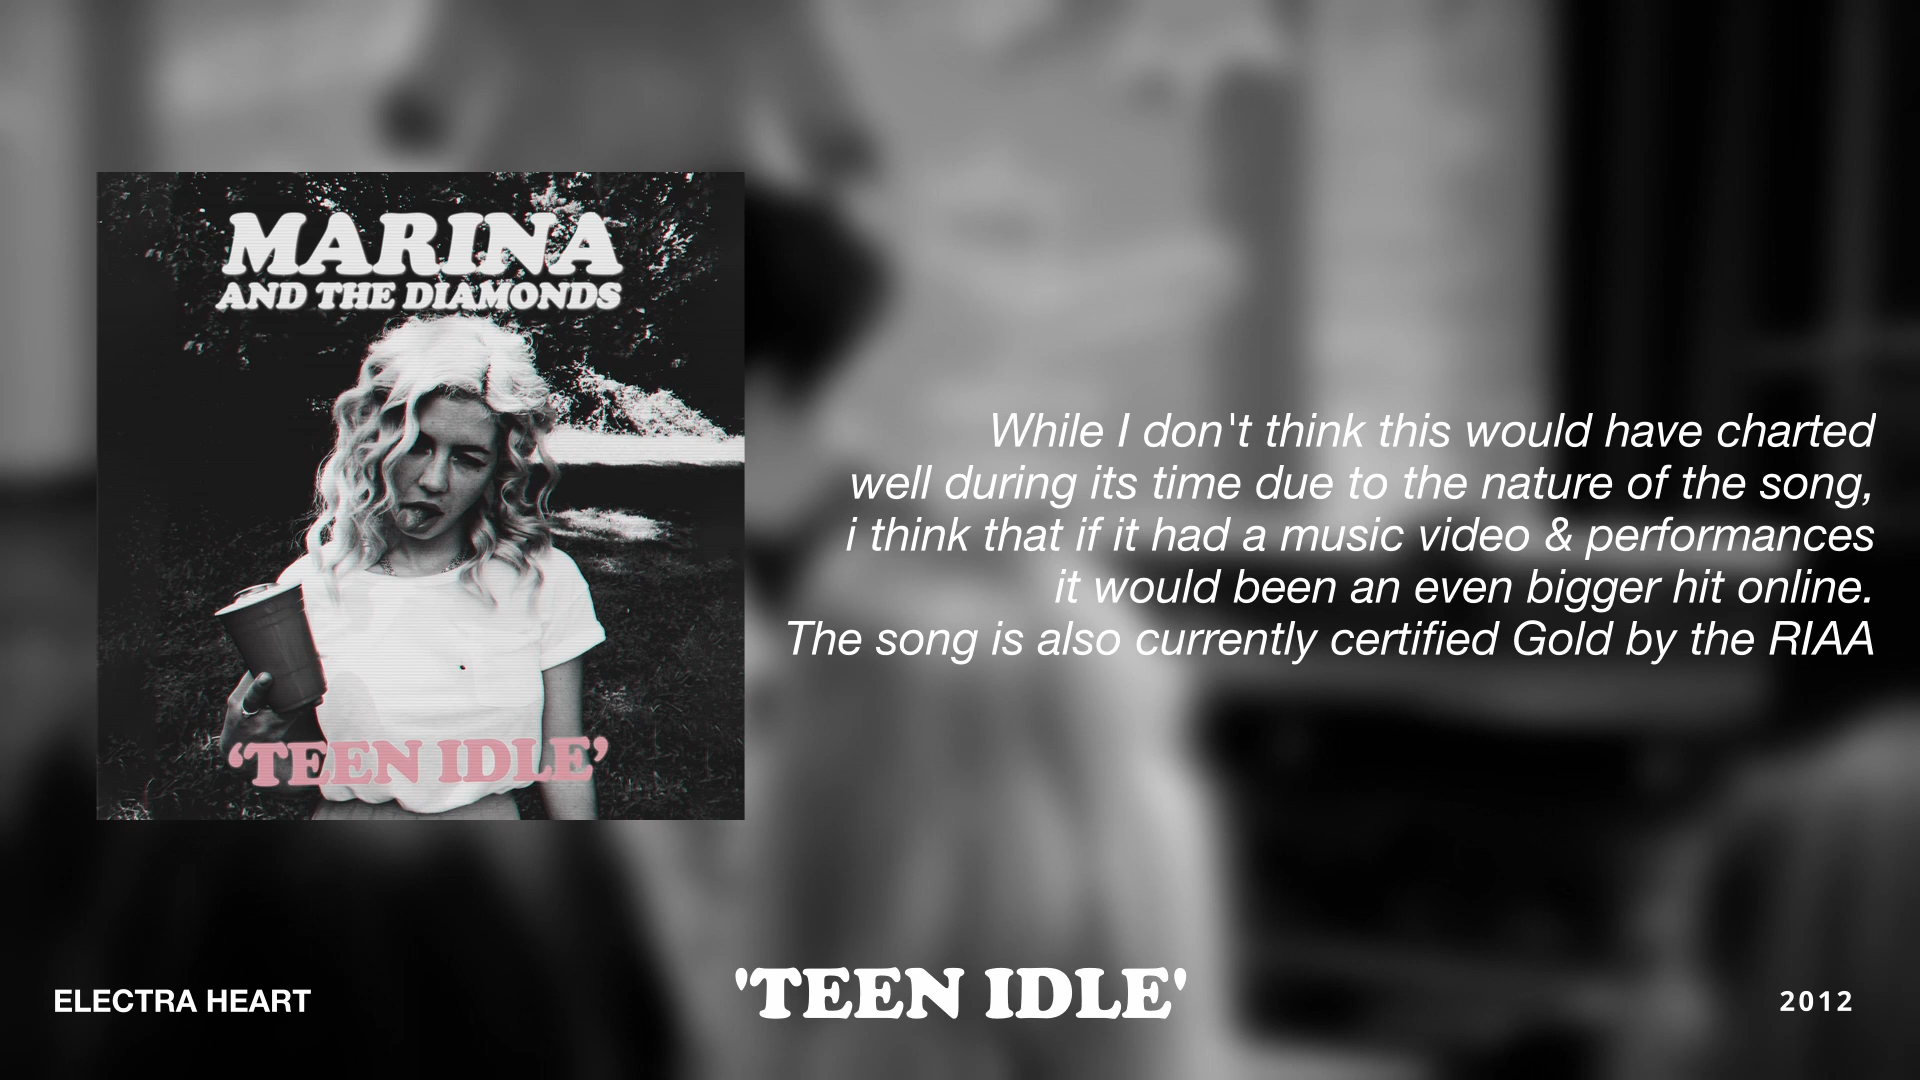 MARINA
AND THE DIAMONDS
‘TEEN IDLE’
While I don't think this would have charted
well during its time due to the nature of the song,
i think that if it had a music video & performances
it would been an even bigger hit online.
The song is also currently certified Gold by the RIAA
ELECTRA HEART
'TEEN IDLE'
2012